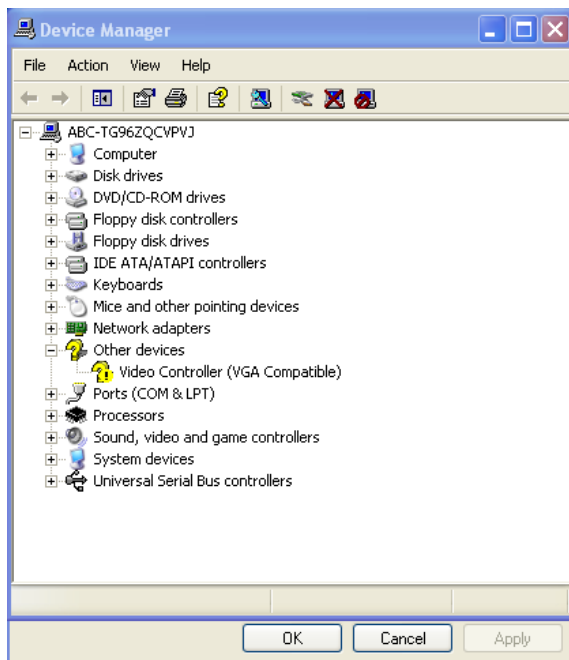 Device Manager
File Action View Help
ABC-TG96ZQCVPVJ
Computer
Disk drives
DVD/CD-ROM drives
Floppy disk controllers
Floppy disk drives
IDE ATA/ATAPI controllers
Keyboards
Mice and other pointing devices
Network adapters
Other devices
Video Controller (VGA Compatible)
Ports (COM & LPT)
Processors
Sound, video and game controllers
System devices
Universal Serial Bus controllers
OK Cancel Apply